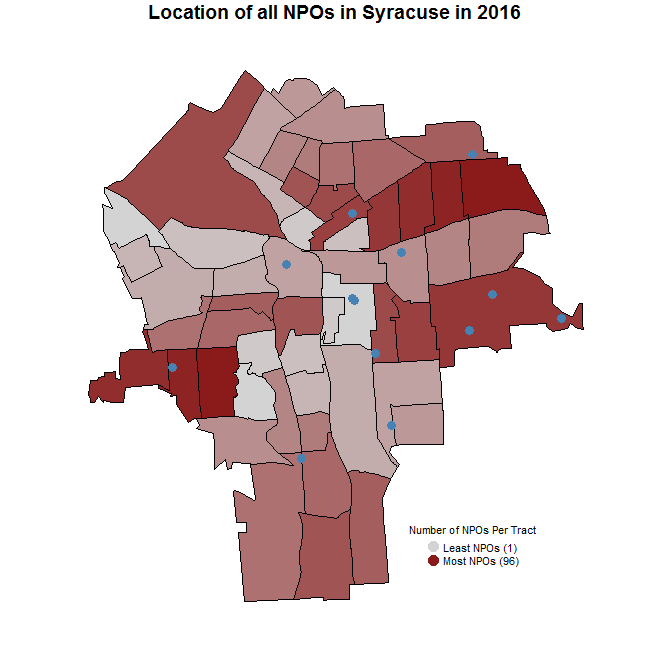 Location of all NPOs in Syracuse in 2016
Number of NPOs Per Tract
Least NPOs (1)
Most NPOs (96)